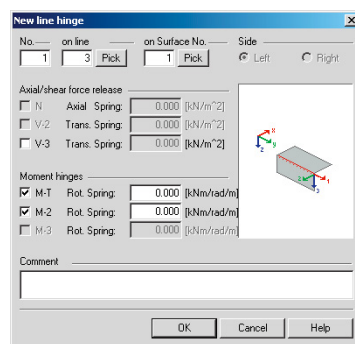 New line hinge
No. on line on Surface No. Side
1 3 Pick 1 Pick Left Right
Axial/shear force release
N Axial Spring: 0.000 [kN/m^2]
V-2 Trans. Spring: 0.000 [kN/m^2]
V-3 Trans. Spring: 0.000 [kN/m^2]
x
y
z
1
2
3
Moment hinges
M-T Rot. Spring: 0.000 [kNm/rad/m]
M-2 Rot. Spring: 0.000 [kNm/rad/m]
M-3 Rot. Spring: 0.000 [kNm/rad/m]
Comment
OK Cancel Help